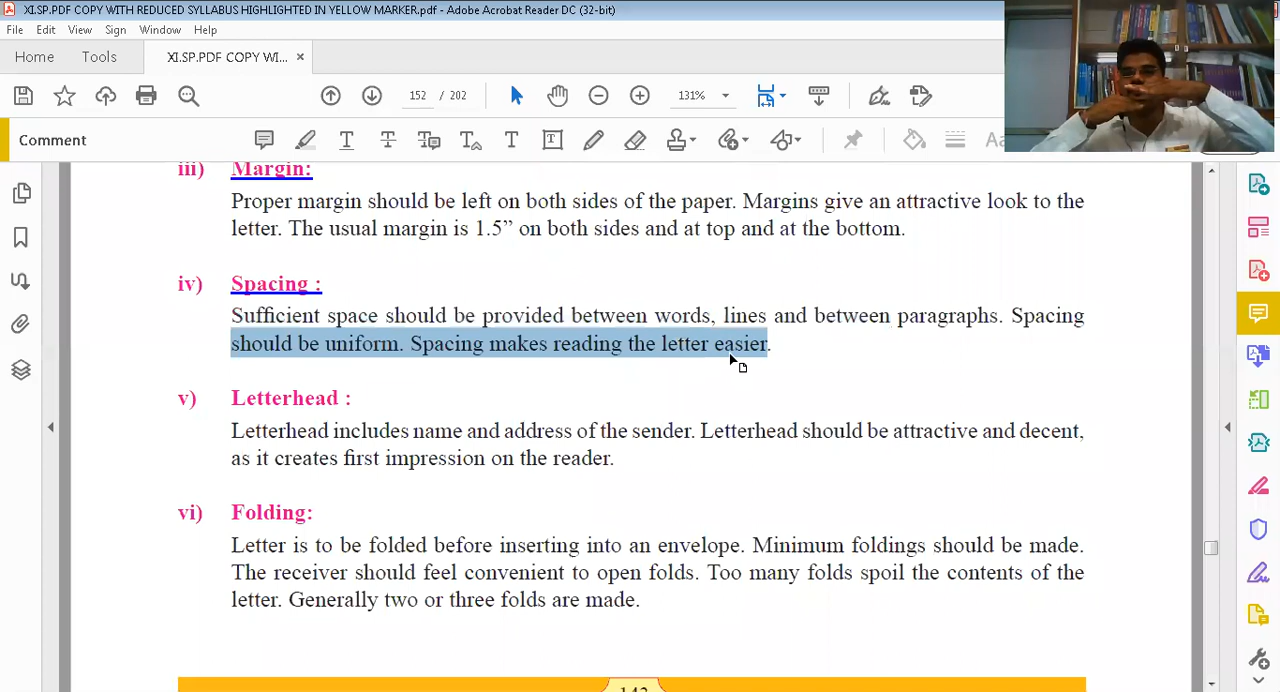 XI.SP.PDF COPY WITH REDUCED SYLLABUS HIGHLIGHTED IN YELLOW MARKER.pdf - Adobe Acrobat Reader DC (32-bit)
File Edit View Sign Window Help
Home Tools XI.SP.PDF COPY WI... ×
152 / 202 131%
Comment
iii) Margin:
Proper margin should be left on both sides of the paper. Margins give an attractive look to the
letter. The usual margin is 1.5” on both sides and at top and at the bottom.
iv) Spacing :
Sufficient space should be provided between words, lines and between paragraphs. Spacing
should be uniform. Spacing makes reading the letter easier.
v) Letterhead :
Letterhead includes name and address of the sender. Letterhead should be attractive and decent,
as it creates first impression on the reader.
vi) Folding:
Letter is to be folded before inserting into an envelope. Minimum foldings should be made.
The receiver should feel convenient to open folds. Too many folds spoil the contents of the
letter. Generally two or three folds are made.